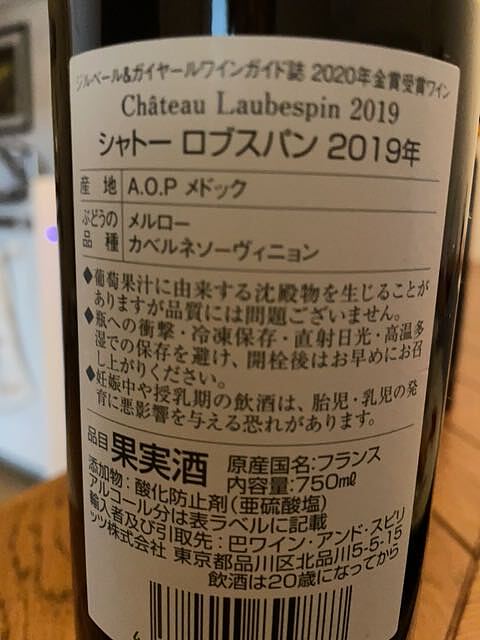 ジルベール&ガイヤールワインガイド誌 2020年金賞受賞ワイン
Château Laubespin 2019
シャトー ロブスパン 2019年
産 地 A.O.P メドック
ぶどうの品種 メルロー
カベルネソーヴィニョン
◆葡萄果汁に由来する沈殿物を生じることが
ありますが品質には問題ございません。
◆瓶への衝撃・冷凍保存・直射日光・高温多
湿での保存を避け、開栓後はお早めにお召
し上がりください。
◆妊娠中や授乳期の飲酒は、胎児・乳児の発
育に悪影響を与える恐れがあります。
品目 果実酒 原産国名:フランス
内容量:750mℓ
添加物:酸化防止剤(亜硫酸塩)
アルコール分は表ラベルに記載
輸入者及び引取先:巴ワイン・アンド・スピリ
ッツ株式会社 東京都品川区北品川5-5-15
飲酒は20歳になってから
4